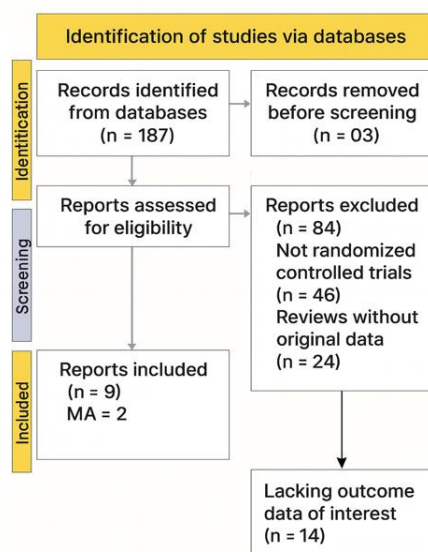 Identification of studies via databases
Identitication
Records identified
from databases
(n = 187)
Records removed
before screening
(n = 03)
Screening
Reports assessed
for eligibility
Reports excluded
(n = 84)
Not randomized
controlled trials
(n = 46)
Reviews without
original data
(n = 24)
Included
Reports included
(n = 9)
MA = 2
Lacking outcome
data of interest
(n = 14)